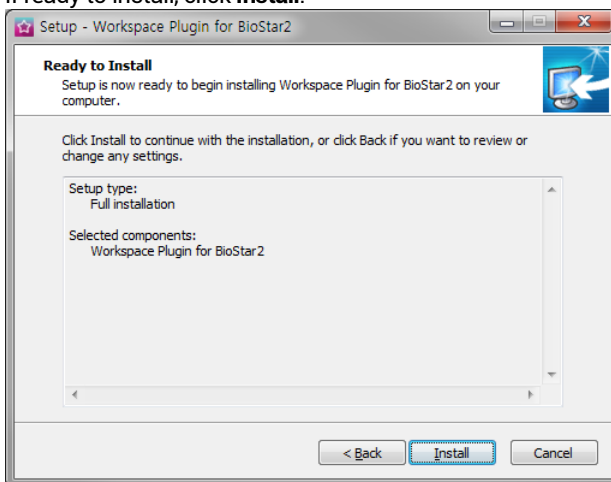 If ready to install, click Install.
Setup - Workspace Plugin for BioStar2
Ready to Install
Setup is now ready to begin installing Workspace Plugin for BioStar2 on your
computer.
Click Install to continue with the installation, or click Back if you want to review or
change any settings.
Setup type:
Full installation
Selected components:
Workspace Plugin for BioStar2
< Back
Install
Cancel